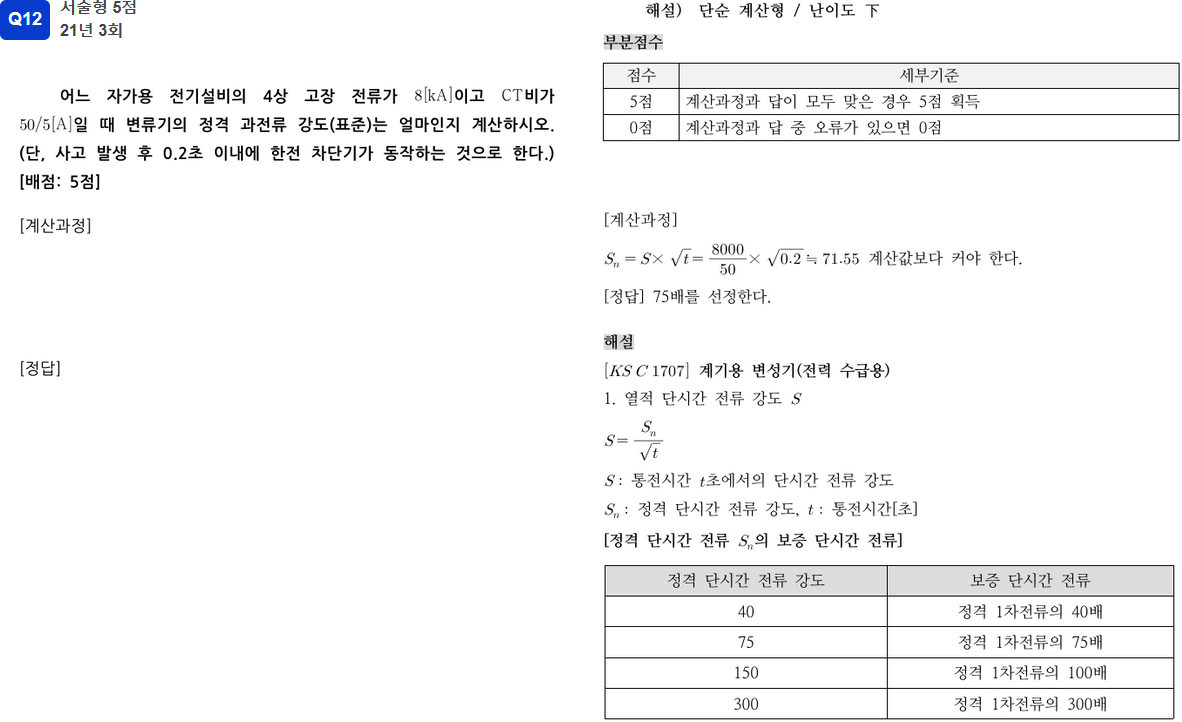 Q12
서술형 5점
21년 3회
어느 자가용 전기설비의 4상 고장 전류가 8[kA]이고 CT비가
50/5[A]일 때 변류기의 정격 과전류 강도(표준)는 얼마인지 계산하시오.
(단, 사고 발생 후 0.2초 이내에 한전 차단기가 동작하는 것으로 한다.)
[배점: 5점]
[계산과정]
[정답]
해설) 단순 계산형 / 난이도 下
부분점수
점수 세부기준
5점 계산과정과 답이 모두 맞은 경우 5점 획득
0점 계산과정과 답 중 오류가 있으면 0점
[계산과정]
Sₙ = S × √t = 8000/50 × √0.2 ≒ 71.55 계산값보다 커야 한다.
[정답] 75배를 선정한다.
해설
[KS C 1707] 계기용 변성기(전력 수급용)
1. 열적 단시간 전류 강도 S
S = Sₙ/√t
S : 통전시간 t초에서의 단시간 전류 강도
Sₙ : 정격 단시간 전류 강도, t : 통전시간[초]
[정격 단시간 전류 Sₙ의 보증 단시간 전류]
정격 단시간 전류 강도 보증 단시간 전류
40 정격 1차전류의 40배
75 정격 1차전류의 75배
150 정격 1차전류의 100배
300 정격 1차전류의 300배